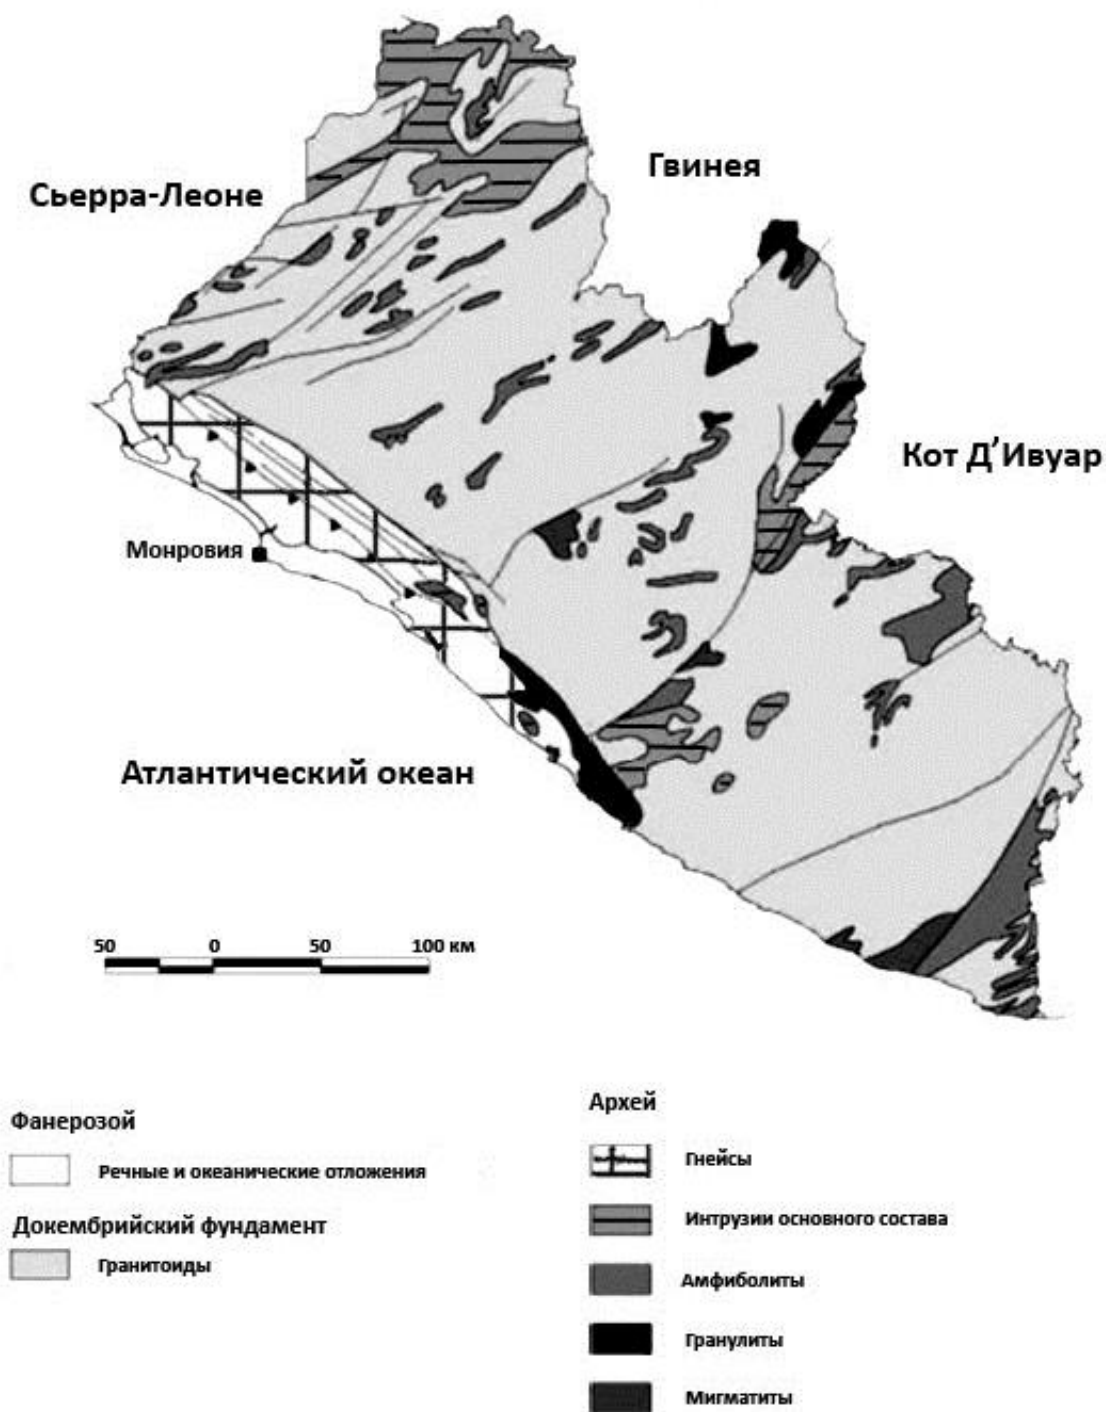 Гвинея
Сьерра-Леоне
Кот Д’Ивуар
Монровия
Атлантический океан
50 0 50 100 км
Фанерозой
Речные и океанические отложения
Докембрийский фундамент
Гранитоиды
Архей
Гнейсы
Интрузии основного состава
Амфиболиты
Гранулиты
Мигматиты